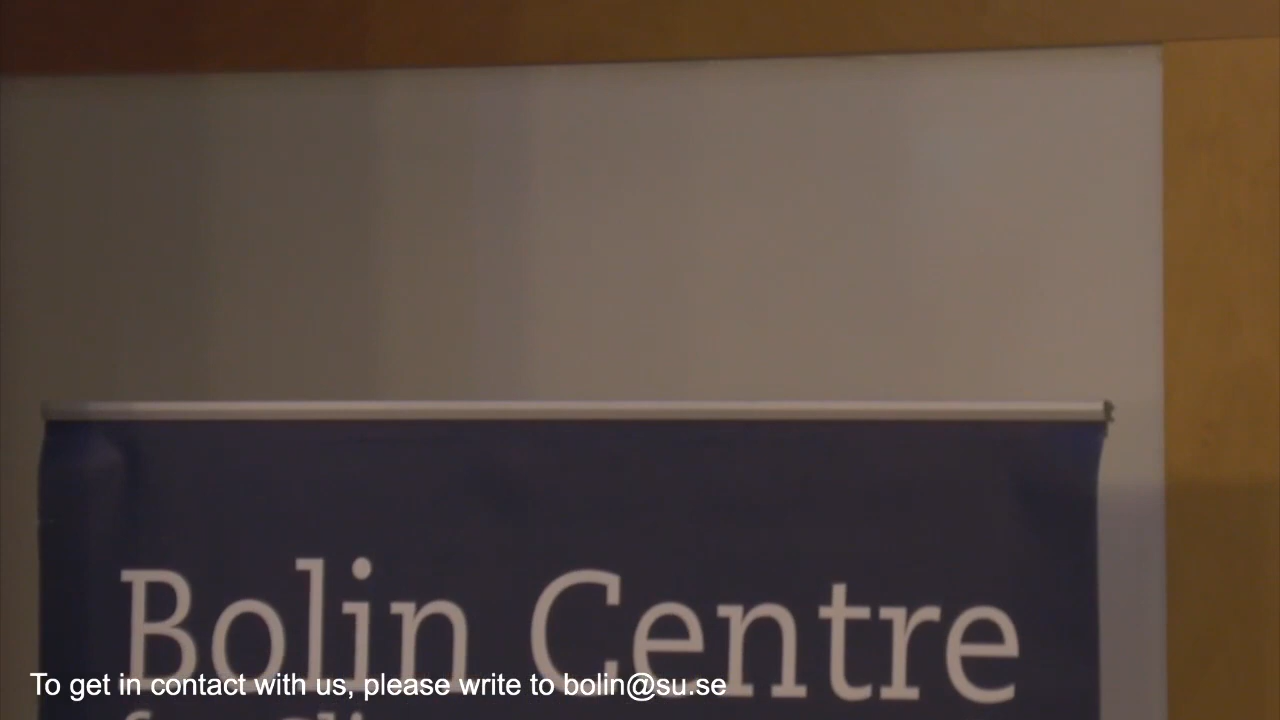 Bolin Centre
To get in contact with us, please write to bolin@su.se